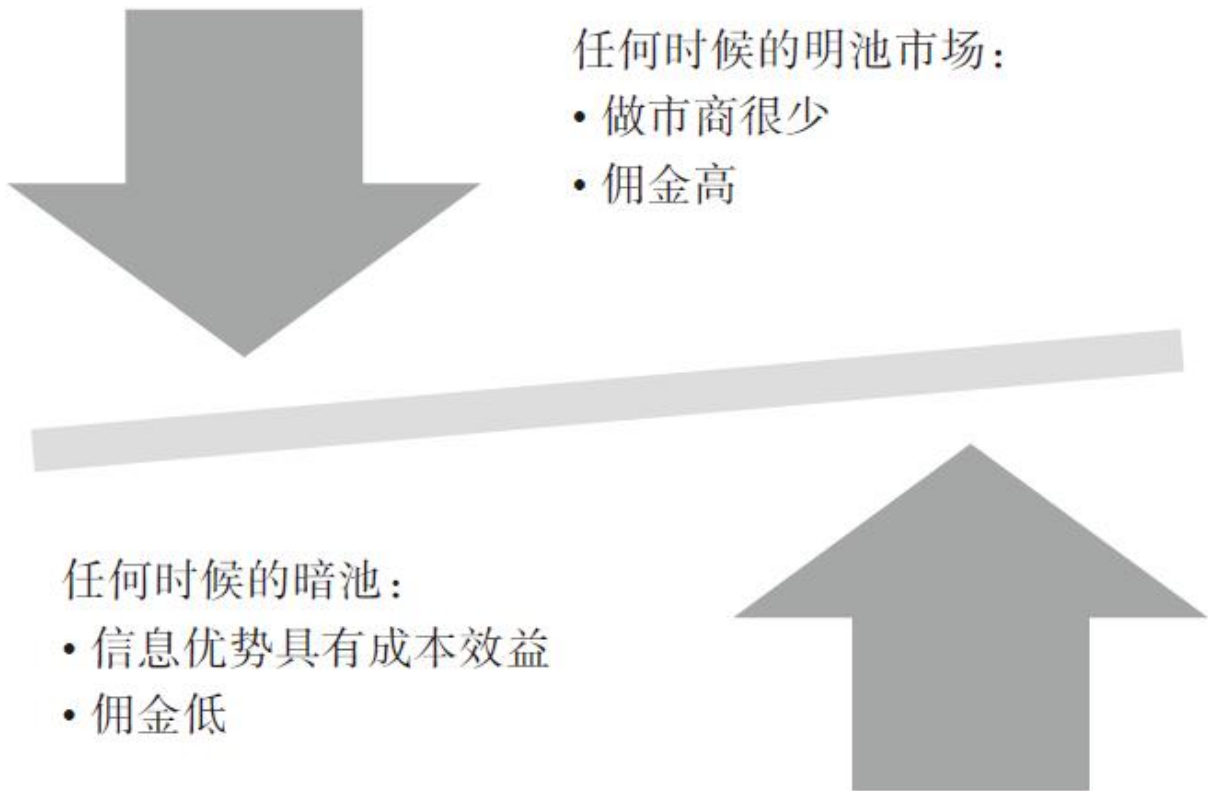 任何时候的明池市场：
• 做市商很少
• 佣金高
任何时候的暗池：
• 信息优势具有成本效益
• 佣金低